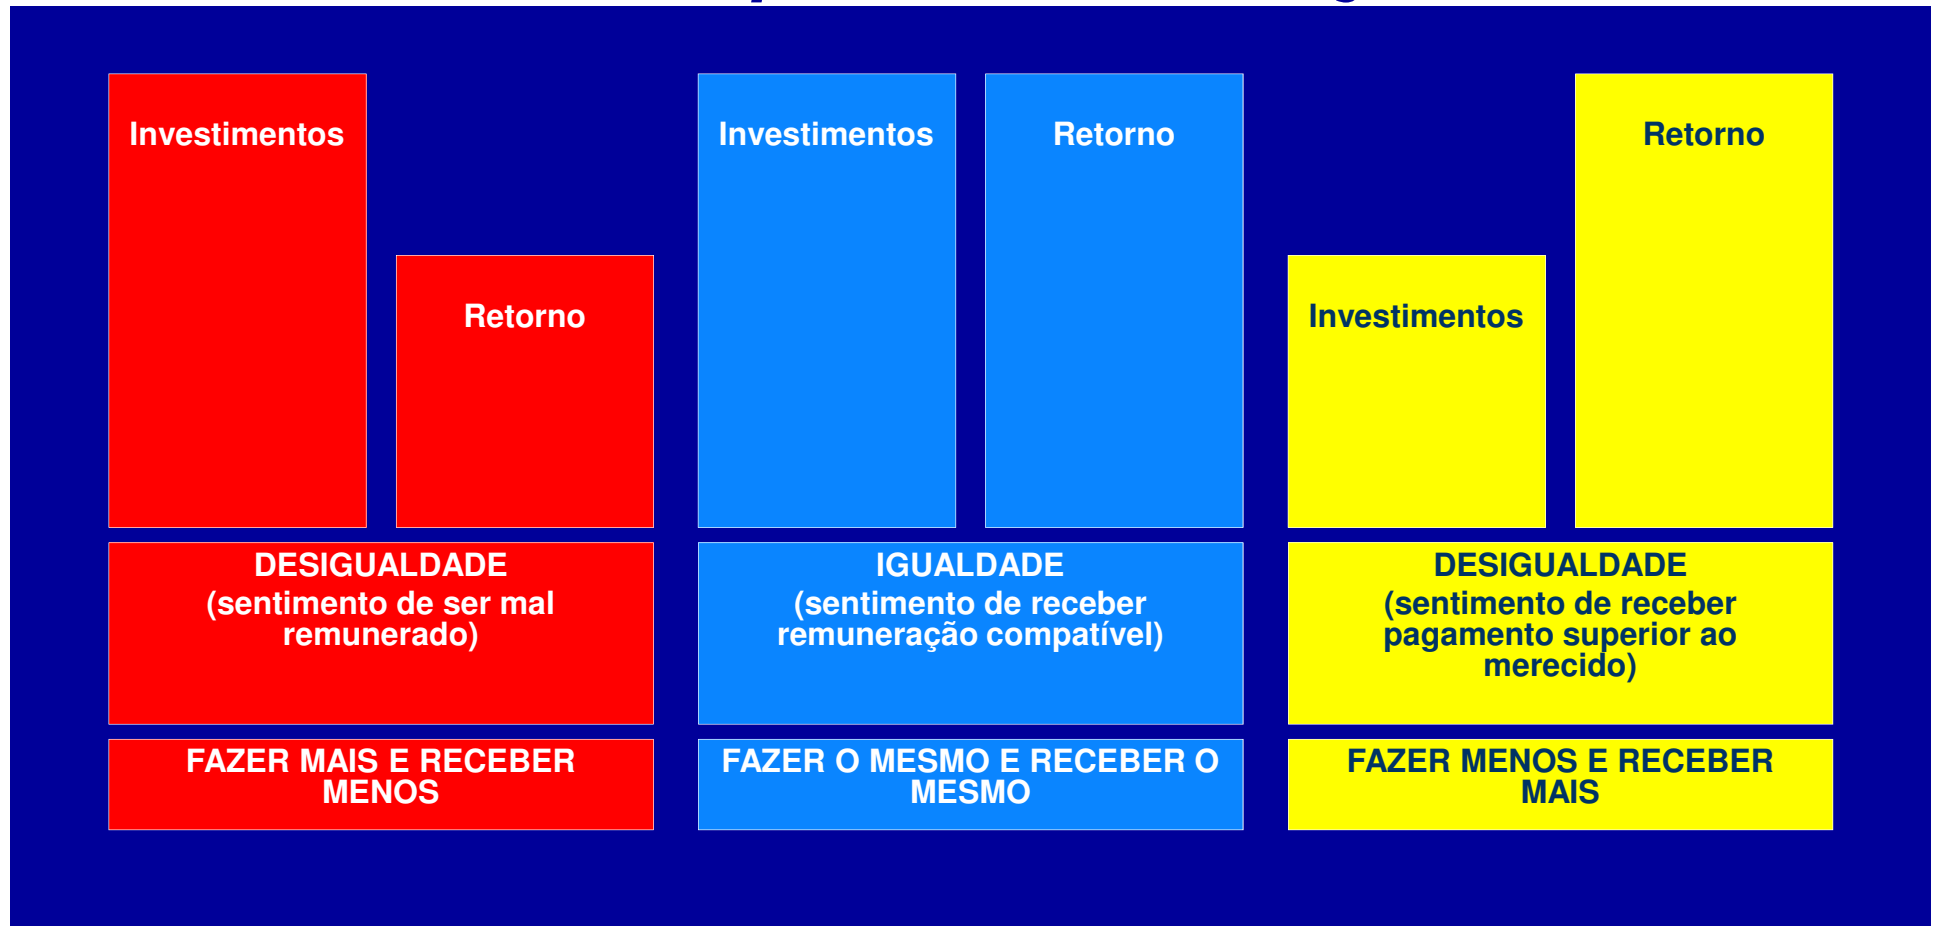 Investimentos
Retorno
Investimentos
Retorno
Investimentos
Retorno
DESIGUALDADE
(sentimento de ser mal
remunerado)
IGUALDADE
(sentimento de receber
remuneração compatível)
DESIGUALDADE
(sentimento de receber
pagamento superior ao
merecido)
FAZER MAIS E RECEBER
MENOS
FAZER O MESMO E RECEBER O
MESMO
FAZER MENOS E RECEBER
MAIS